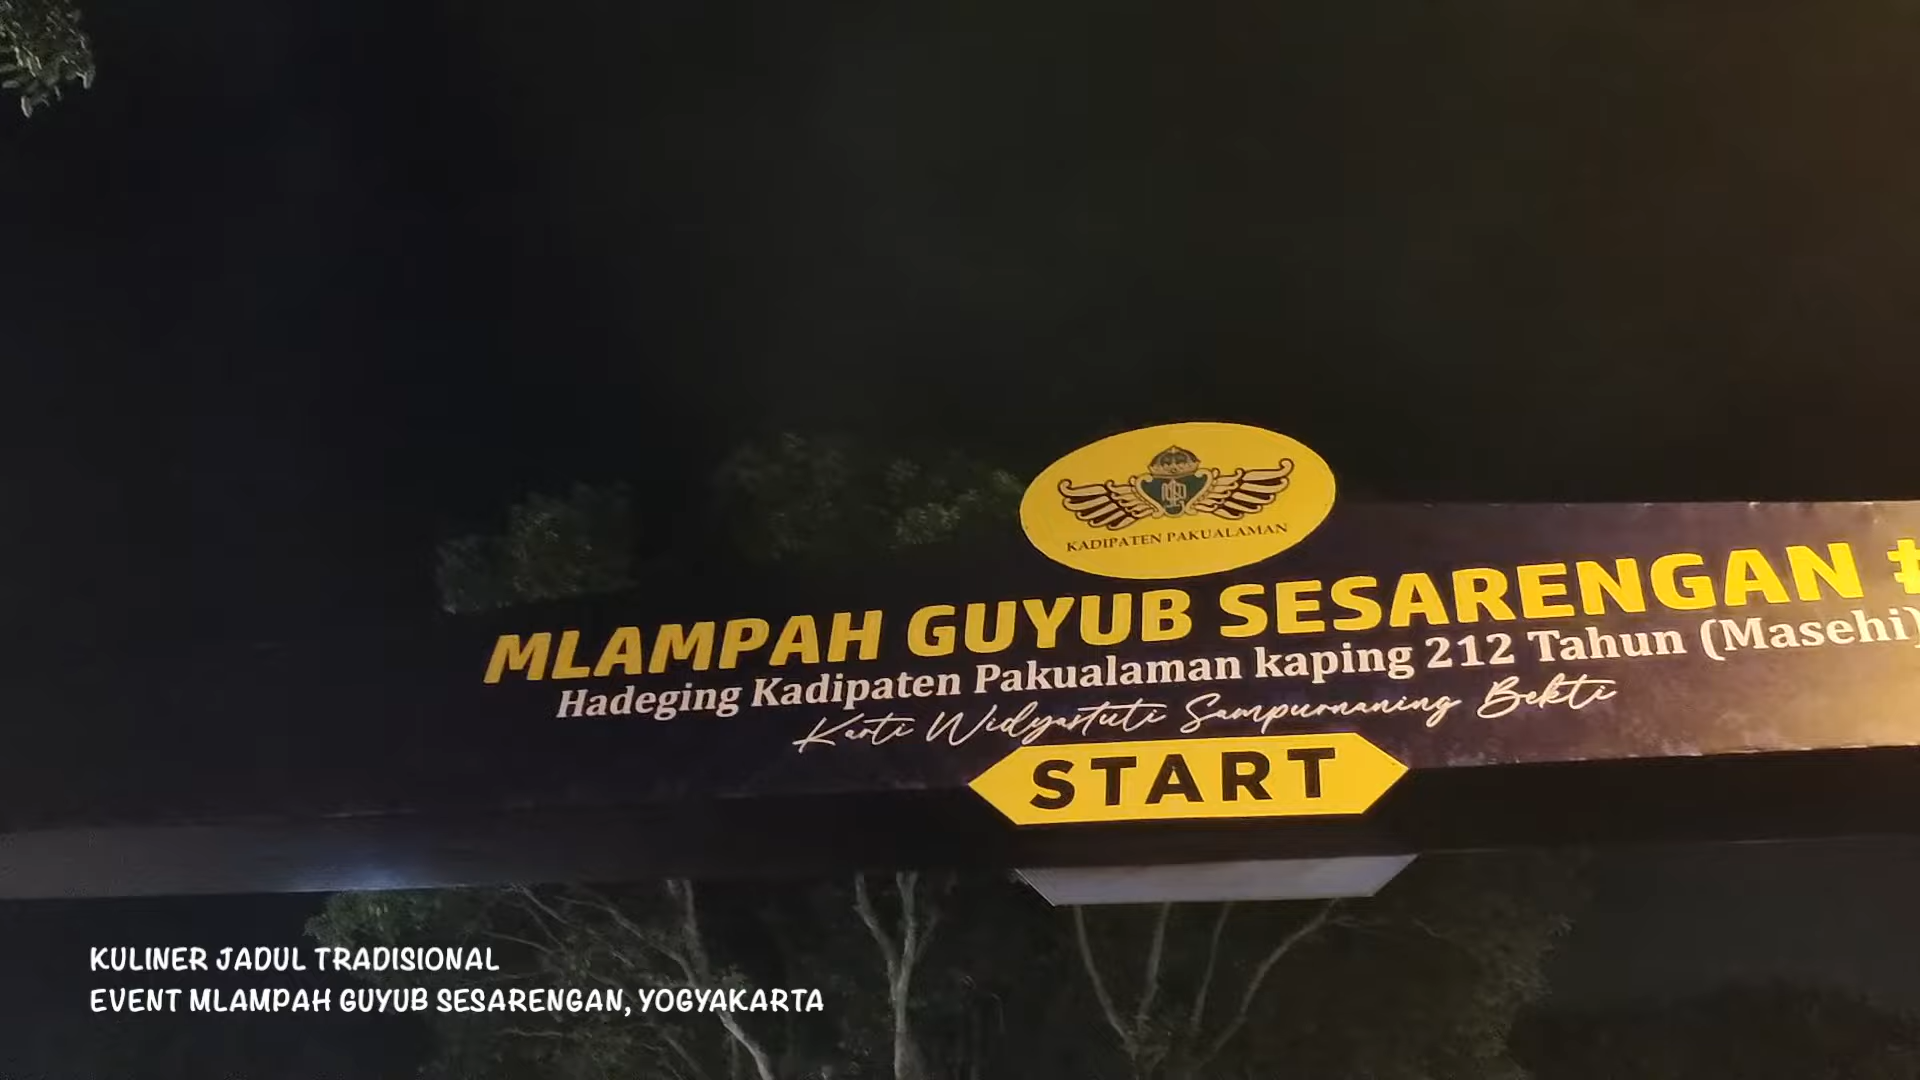 KADIPATEN PAKUALAMAN
MLAMPAH GUYUB SESARENGAN #
Hadeging Kadipaten Pakualaman kaping 212 Tahun (Masehi)
Karti Widyastuti Sampurnaning Bekti
START
KULINER JADUL TRADISIONAL
EVENT MLAMPAH GUYUB SESARENGAN, YOGYAKARTA